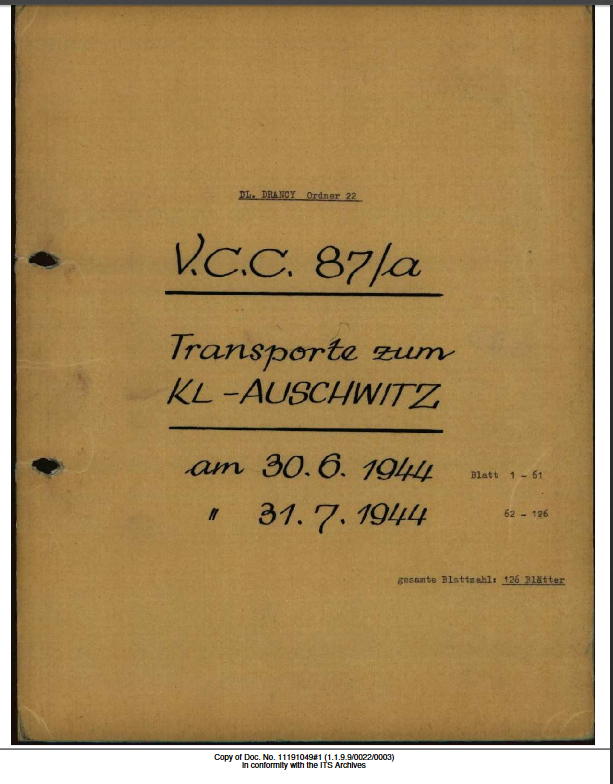 DL. DRANCY Ordner 22
V.C.C. 87/a
Transporte zum
KL-AUSCHWITZ
am 30.6. 1944 Blatt 1 - 61
" 31.7.1944 62 - 126
gesamte Blattzahl: 126 Blätter
Copy of Doc. No. 11191049#1 (1.1.9.9/0022/0003)
In conformity with the ITS Archives